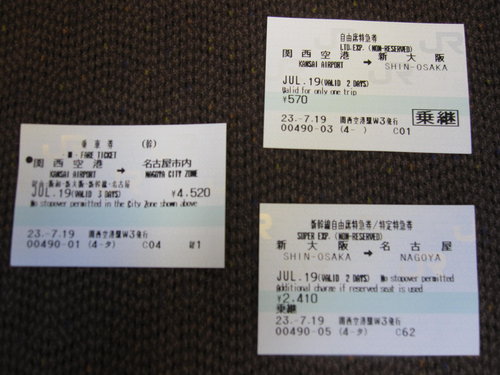 乗車券 (幹)
関西空港 → 名古屋市内
KANSAI AIRPORT NAGOYA CITY ZONE
JUL.19(VALID 3 DAYS) ¥4,520
No stopover permitted in the City Zone shown above
23.-7.19 関西空港駅W3発行
00490-01 (4-タ) C04
自由席特急券
LTD.EXP.(NON-RESERVED)
関西空港 → 新大阪
KANSAI AIRPORT SHIN-OSAKA
JUL.19(VALID 2 DAYS)
Valid for only one trip
¥570
乗継
23.-7.19 関西空港駅W3発行
00490-03 (4- ) C01
新幹線自由席特急券/特定特急券
SUPER EXP.(NON-RESERVED)
新大阪 → 名古屋
SHIN-OSAKA NAGOYA
JUL.19(VALID 2 DAYS) No stopover permitted
Additional charge if reserved seat is used
¥2,410
乗継
23.-7.19 関西空港駅W3発行
00490-05 (4-タ) C62